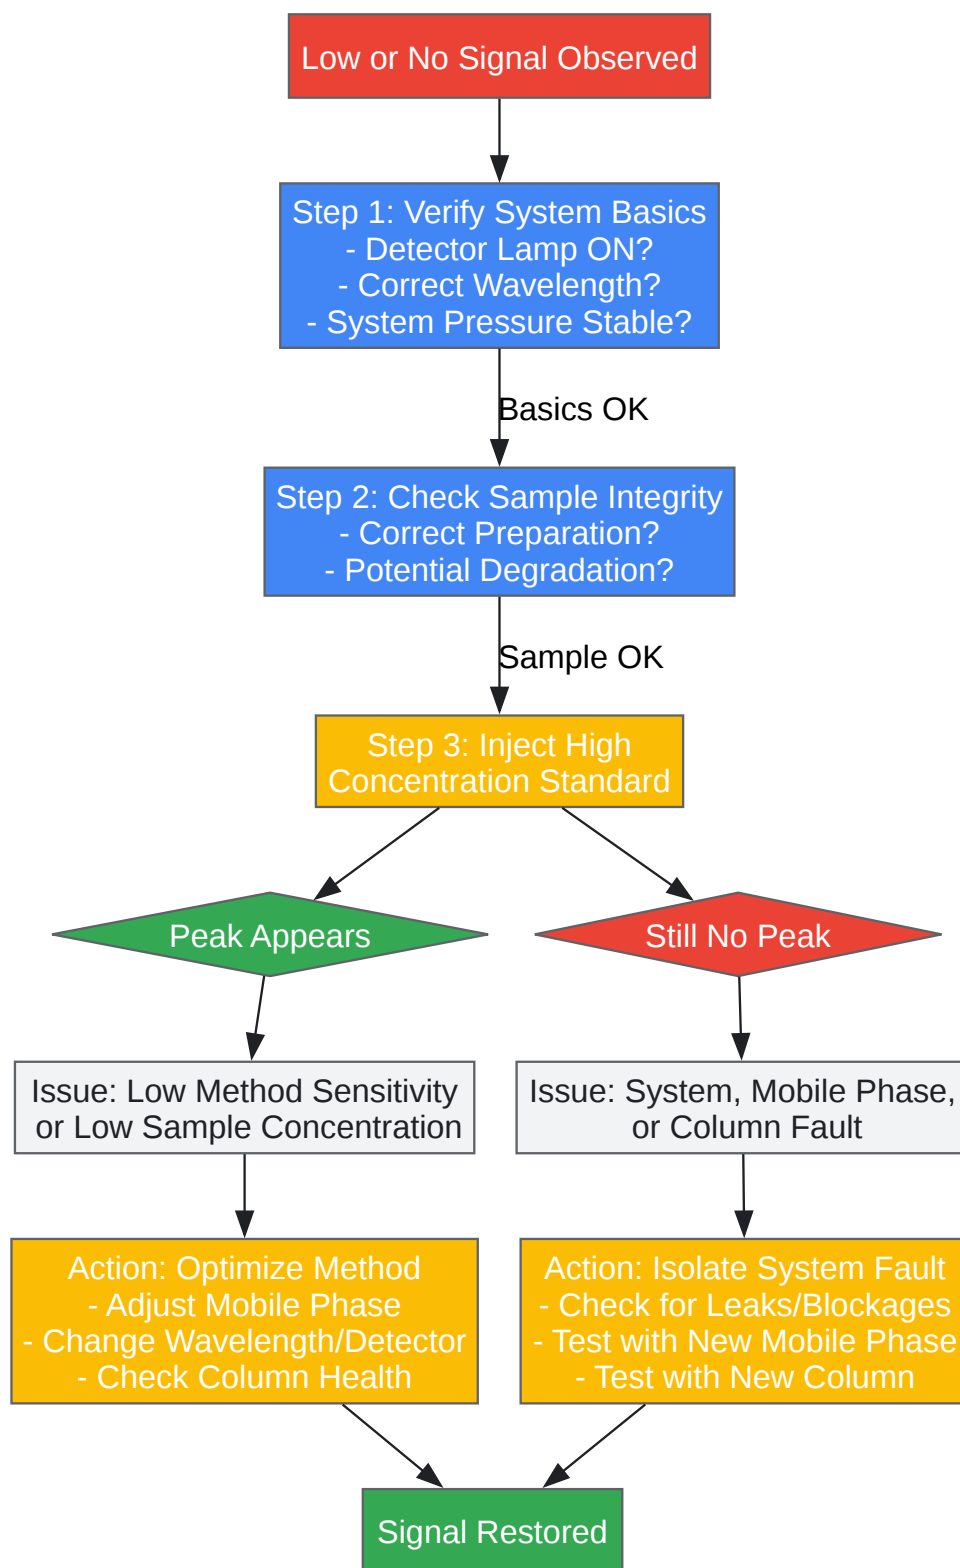 Low or No Signal Observed
Step 1: Verify System Basics
- Detector Lamp ON?
- Correct Wavelength?
- System Pressure Stable?
Basics OK
Step 2: Check Sample Integrity
- Correct Preparation?
- Potential Degradation?
Sample OK
Step 3: Inject High
Concentration Standard
Peak Appears
Still No Peak
Issue: Low Method Sensitivity
or Low Sample Concentration
Issue: System, Mobile Phase,
or Column Fault
Action: Optimize Method
- Adjust Mobile Phase
- Change Wavelength/Detector
- Check Column Health
Action: Isolate System Fault
- Check for Leaks/Blockages
- Test with New Mobile Phase
- Test with New Column
Signal Restored